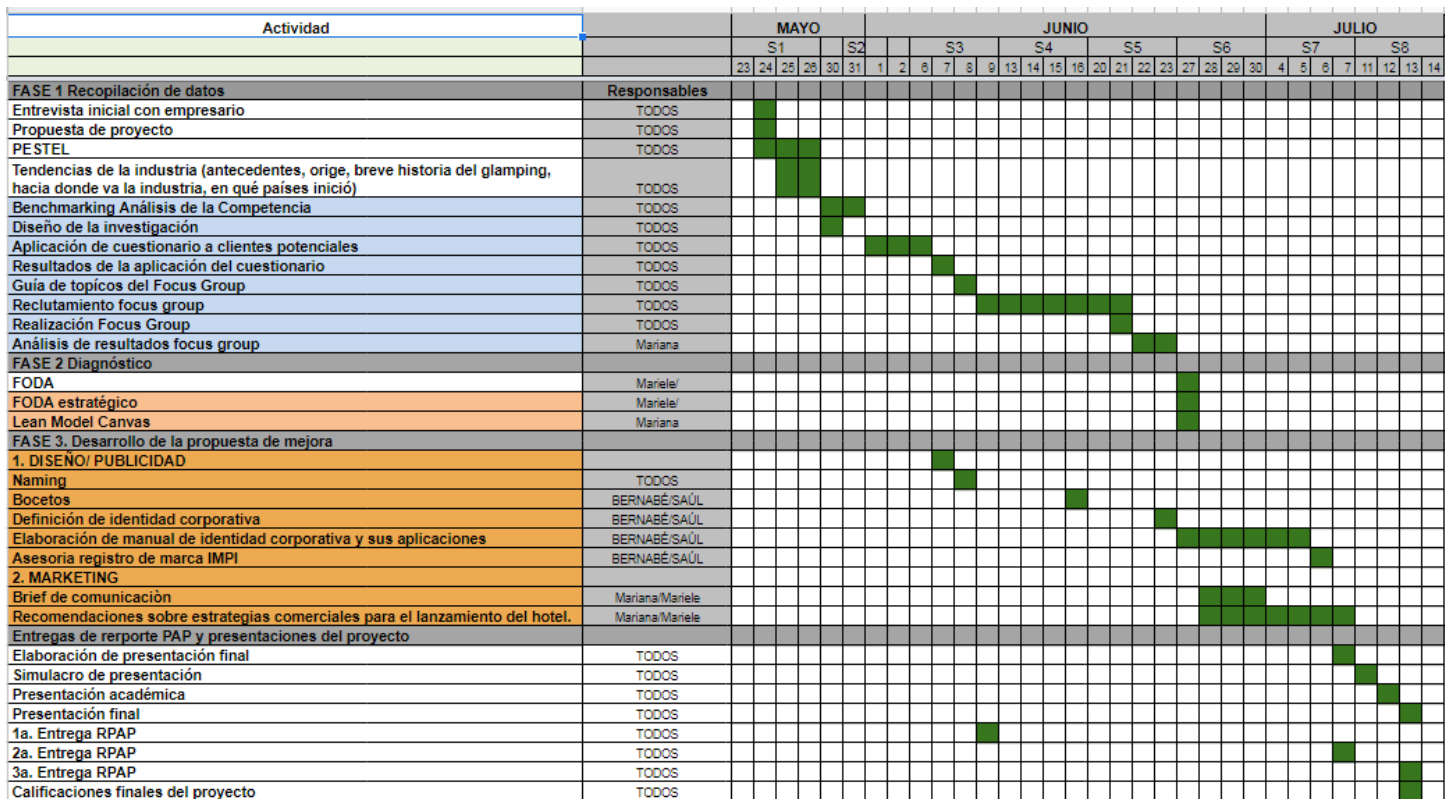 Actividad MAYO JUNIO JULIO
S1 S2 S3 S4 S5 S6 S7 S8
23 24 25 26 30 31 1 2 6 7 8 9 13 14 15 16 20 21 22 23 27 28 29 30 4 5 6 7 11 12 13 14
FASE 1 Recopilación de datos Responsables
Entrevista inicial con empresario TODOS
Propuesta de proyecto TODOS
PESTEL TODOS
Tendencias de la industria (antecedentes, orige, breve historia del glamping,
hacia donde va la industria, en qué países inició) TODOS
Benchmarking Análisis de la Competencia TODOS
Diseño de la investigación TODOS
Aplicación de cuestionario a clientes potenciales TODOS
Resultados de la aplicación del cuestionario TODOS
Guía de topícos del Focus Group TODOS
Reclutamiento focus group TODOS
Realización Focus Group TODOS
Análisis de resultados focus group Mariana
FASE 2 Diagnóstico
FODA Mariele/
FODA estratégico Mariele/
Lean Model Canvas Mariana
FASE 3. Desarrollo de la propuesta de mejora
1. DISEÑO/ PUBLICIDAD
Naming TODOS
Bocetos BERNABÉ/SAÚL
Definición de identidad corporativa BERNABÉ/SAÚL
Elaboración de manual de identidad corporativa y sus aplicaciones BERNABÉ/SAÚL
Asesoria registro de marca IMPI BERNABÉ/SAÚL
2. MARKETING
Brief de comunicaciòn Mariana/Mariele
Recomendaciones sobre estrategias comerciales para el lanzamiento del hotel. Mariana/Mariele
Entregas de rerporte PAP y presentaciones del proyecto
Elaboración de presentación final TODOS
Simulacro de presentación TODOS
Presentación académica TODOS
Presentación final TODOS
1a. Entrega RPAP TODOS
2a. Entrega RPAP TODOS
3a. Entrega RPAP TODOS
Calificaciones finales del proyecto TODOS